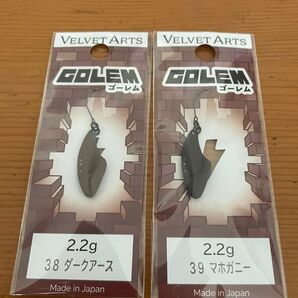 VELVET ARTS
GOLEM
ゴーレム
2.2g
38 ダークアース
Made in Japan
VELVET ARTS
GOLEM
ゴーレム
2.2g
39 マホガニー
Made in Japan